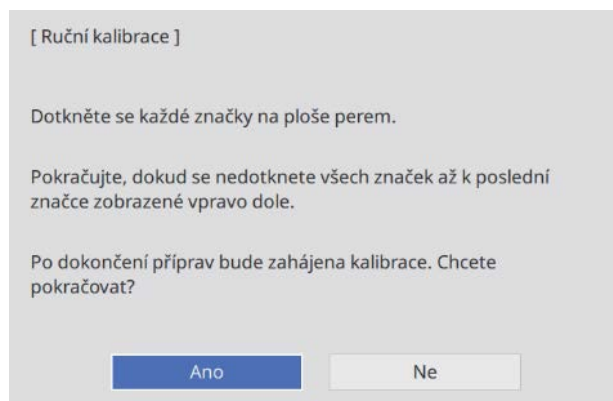 [ Ruční kalibrace ]
Dotkněte se každé značky na ploše perem.
Pokračujte, dokud se nedotknete všech značek až k poslední
značce zobrazené vpravo dole.
Po dokončení příprav bude zahájena kalibrace. Chcete
pokračovat?
Ano
Ne